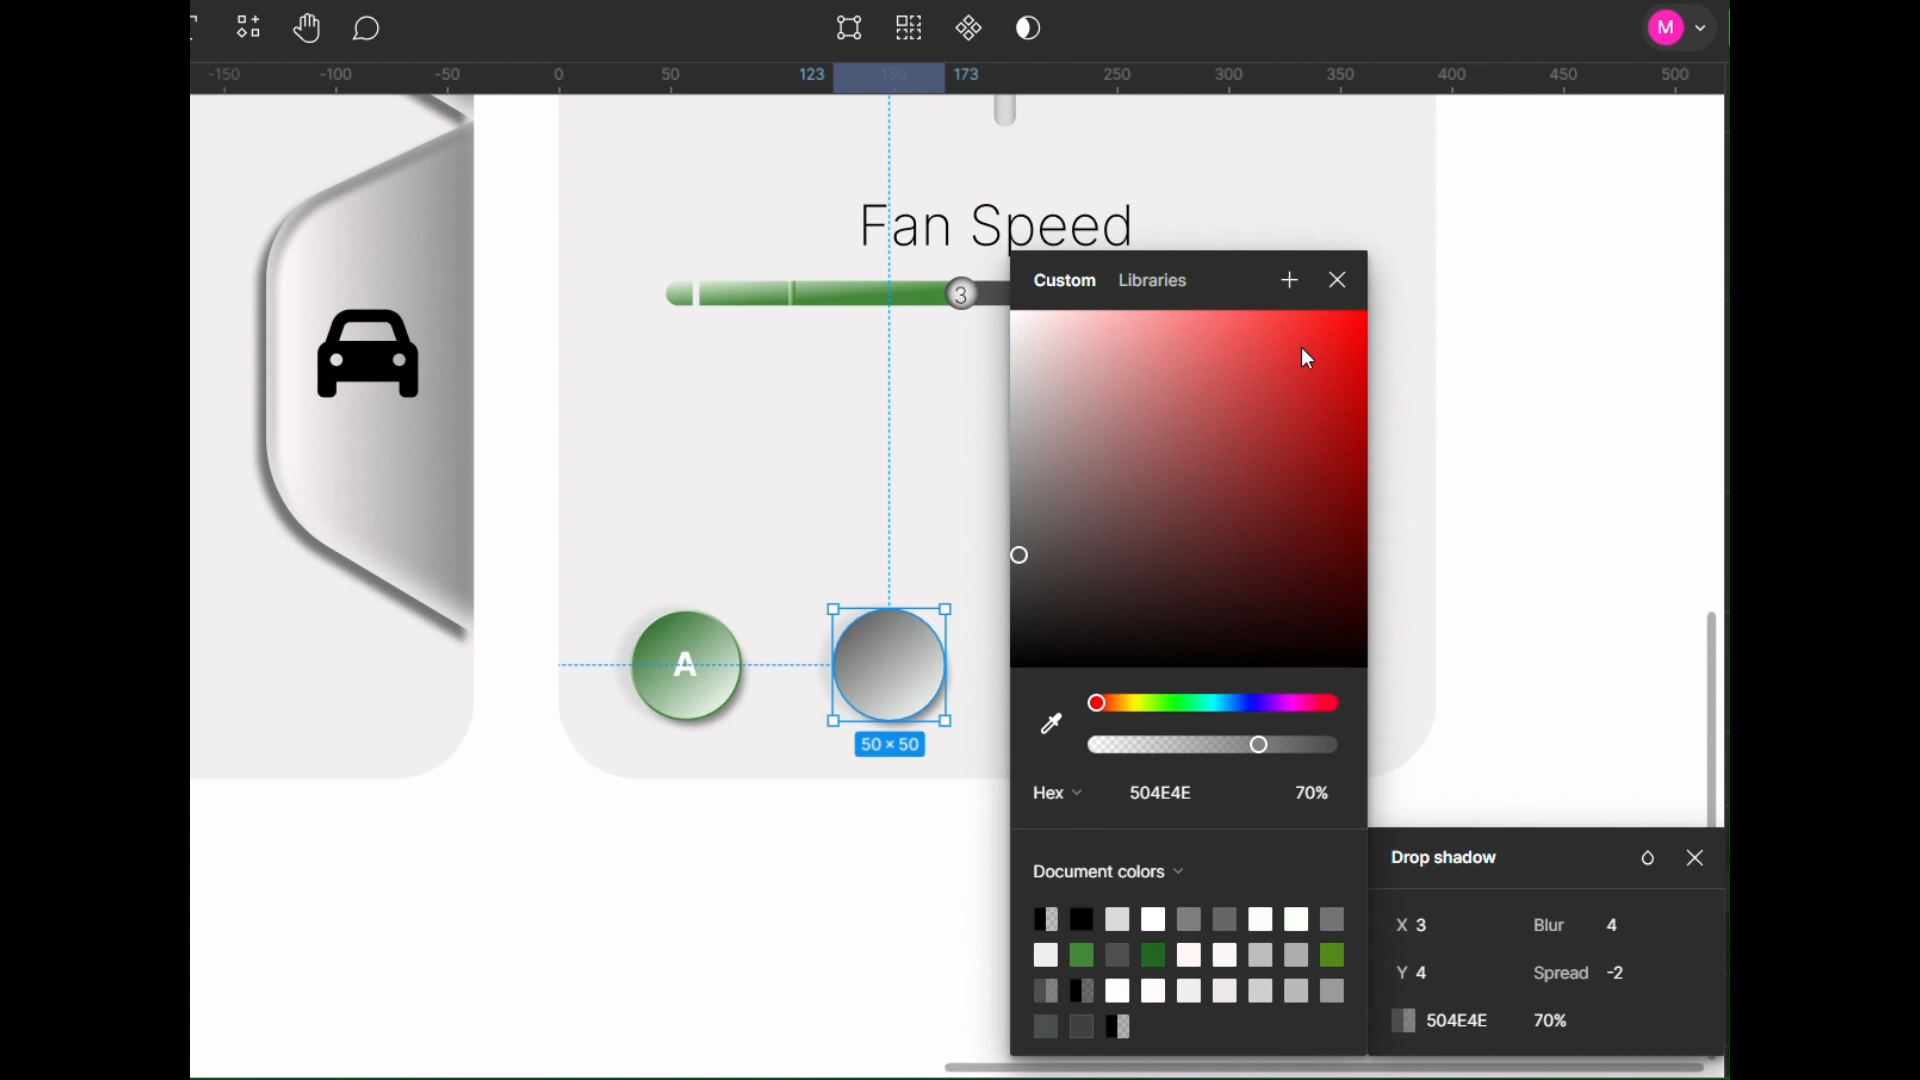 M
-150 -100 -50 0 50 123 150 173 250 300 350 400 450 500
Fan Speed
3
Custom Libraries
A
50 × 50
Hex 504E4E 70%
Document colors
Drop shadow
X 3 Blur 4
Y 4 Spread -2
504E4E 70%